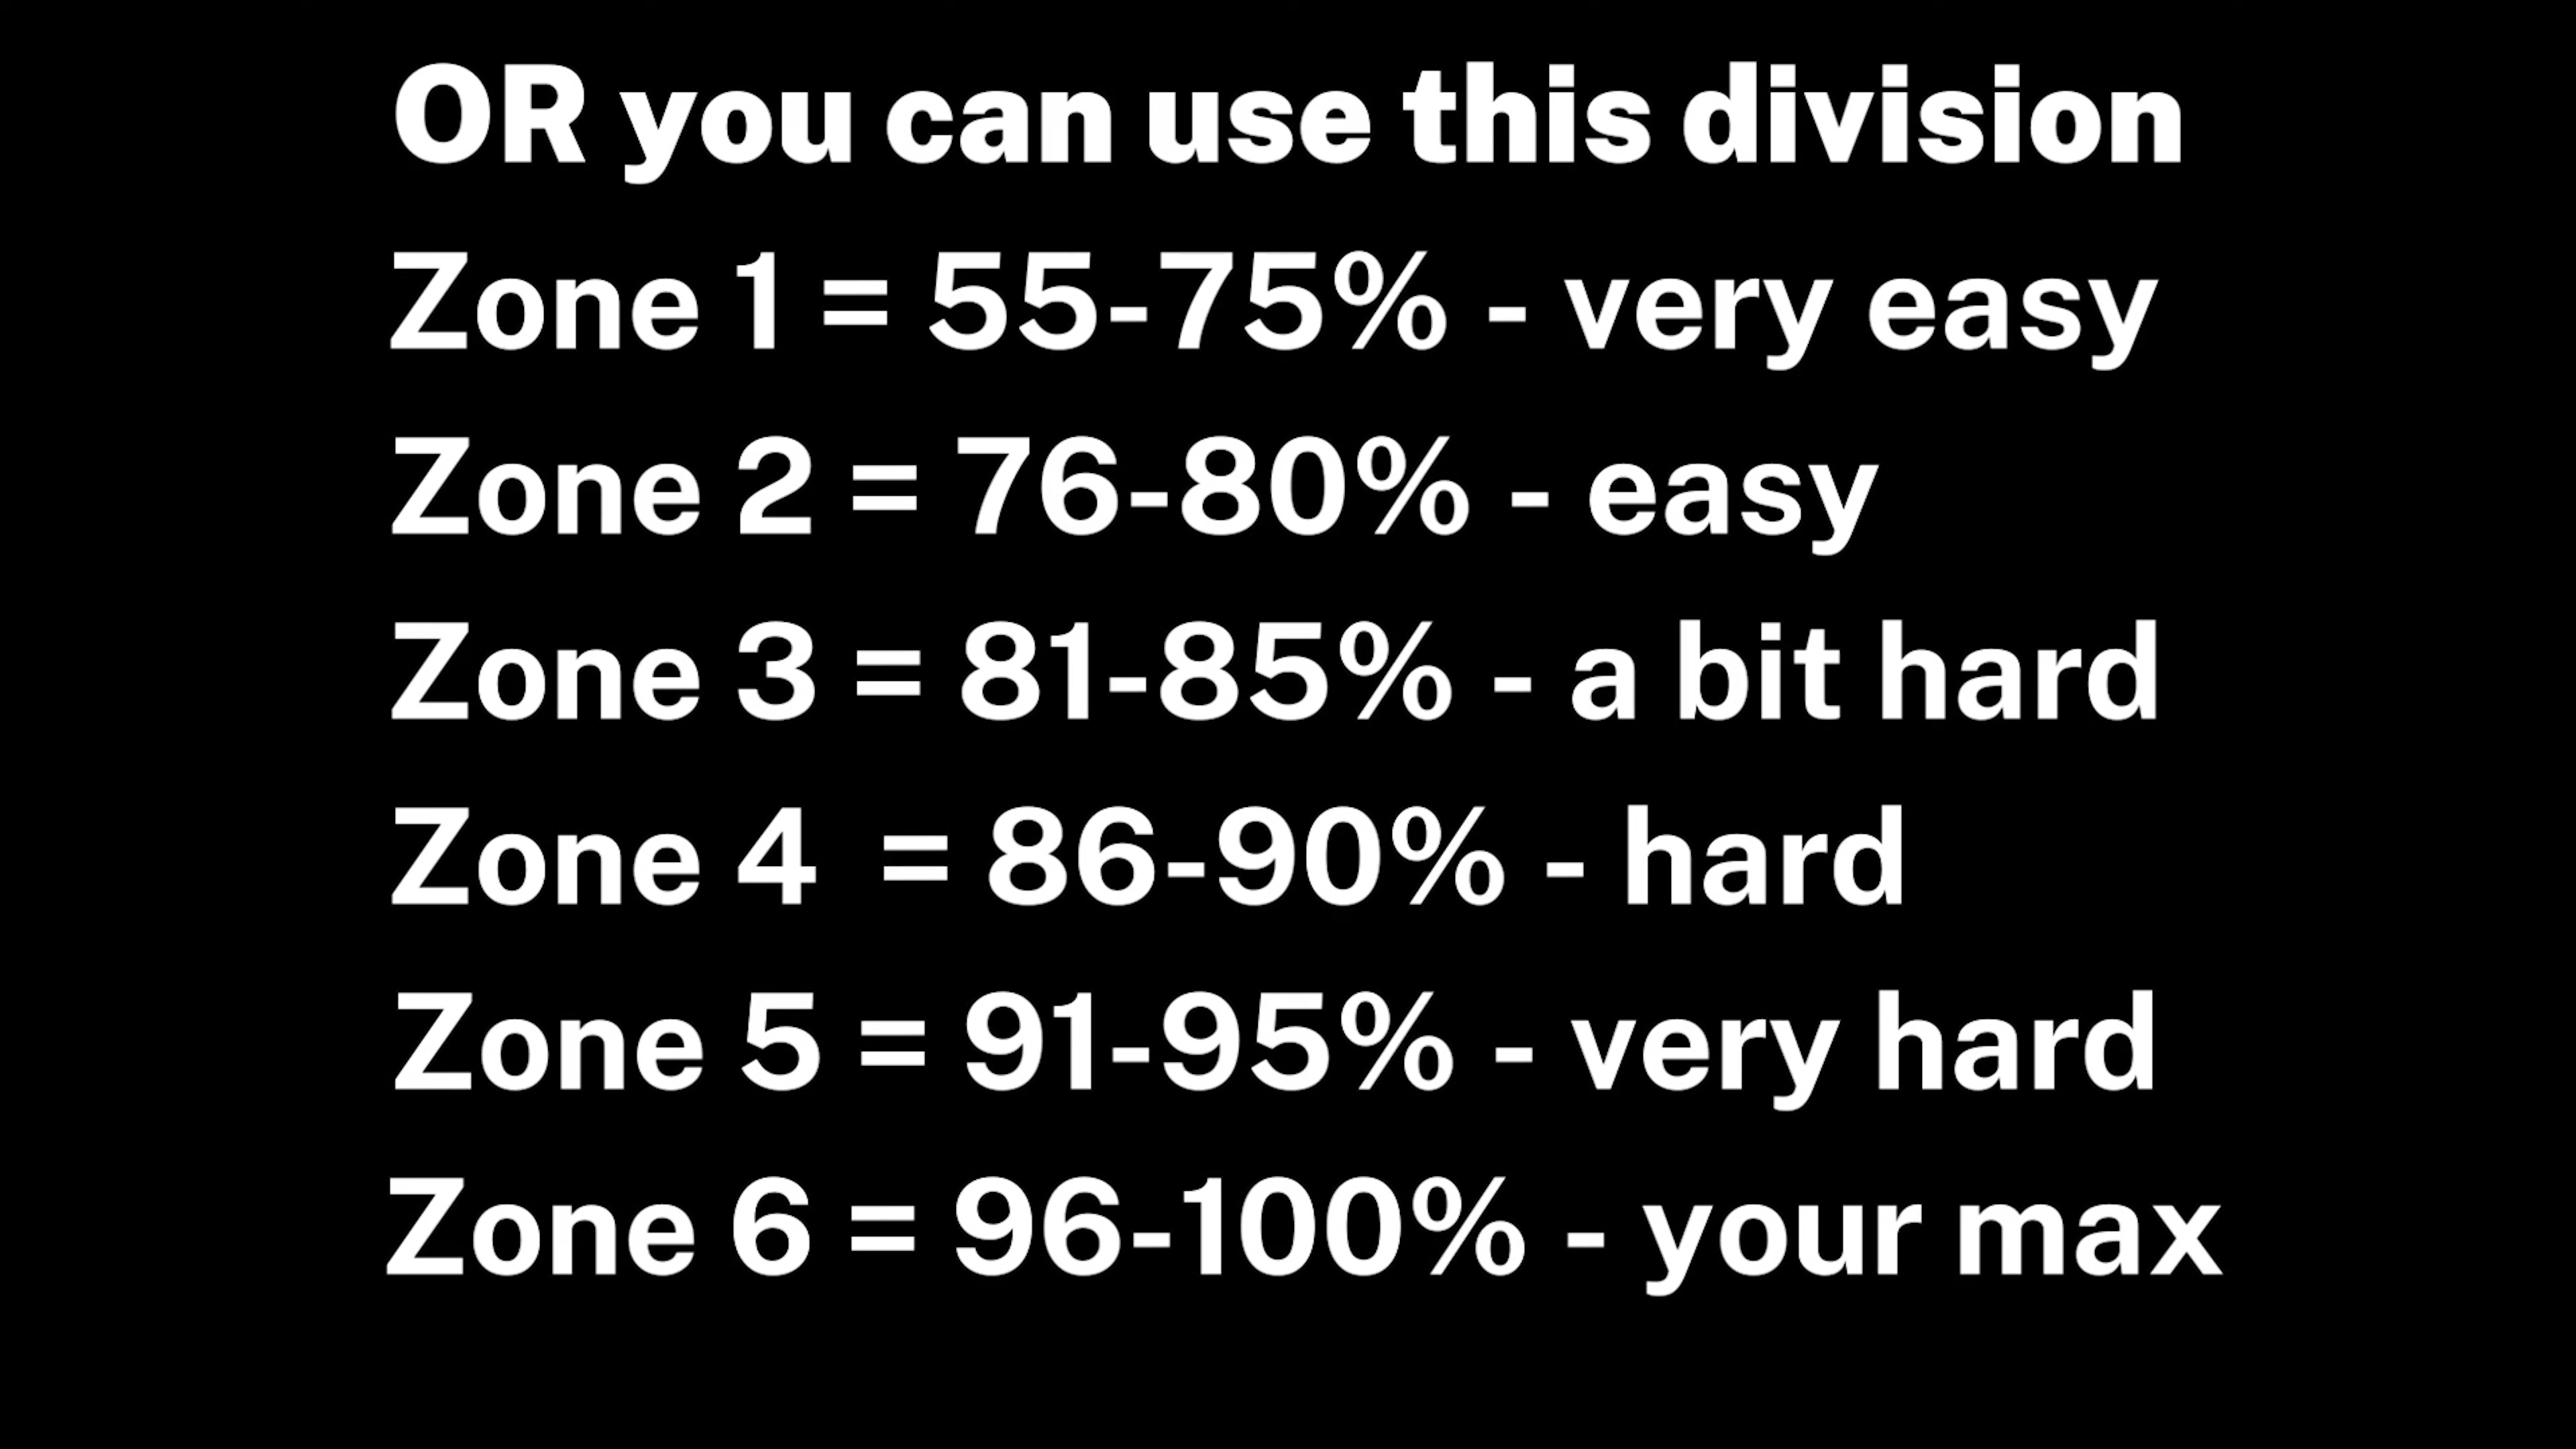 OR you can use this division
Zone 1 = 55-75% - very easy
Zone 2 = 76-80% - easy
Zone 3 = 81-85% - a bit hard
Zone 4  = 86-90% - hard
Zone 5 = 91-95% - very hard
Zone 6 = 96-100% - your max